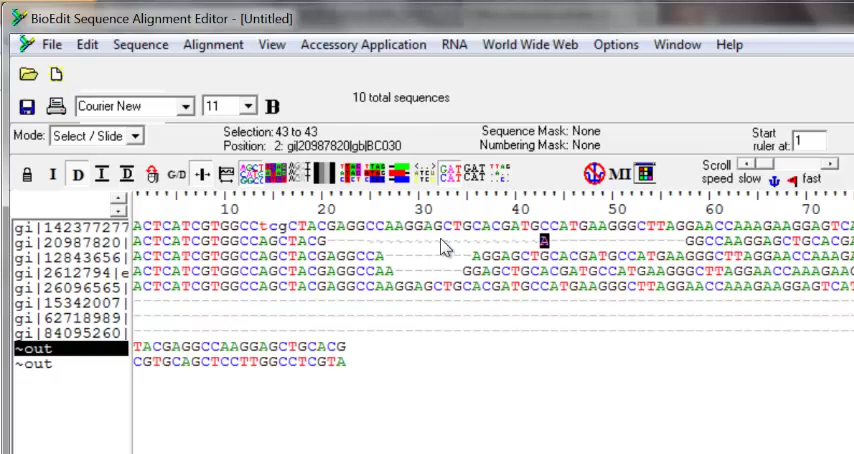 BioEdit Sequence Alignment Editor - [Untitled]
File Edit Sequence Alignment View Accessory Application RNA World Wide Web Options Window Help
Courier New 11 B 10 total sequences
Mode: Select / Slide Selection: 43 to 43 Sequence Mask: None Start
Position: 2: gi|20987820|gb|BC030 Numbering Mask: None ruler at: 1
I D I D G/D MI Scroll
speed slow fast
10 20 30 40 50 60 70
gi|142377277 ACTCATCGTGGCCtcgCTACGAGGCCAAGGAGCTGCACGATGCCATGAAGGGCTTAGGAACCAAAGAAGGAGTCA
gi|20987820| ACTCATCGTGGCCAGCTACG A GGCCAAGGAGCTGCACGA
gi|12843656| ACTCATCGTGGCCAGCTACGAGGCCA AGGAGCTGCACGATGCCATGAAGGGCTTAGGAACCAAAGA
gi|2612794|e ACTCATCGTGGCCAGCTACGAGGCCAA GGAGCTGCACGATGCCATGAAGGGCTTAGGAACCAAAGAA
gi|26096565| ACTCATCGTGGCCAGCTACGAGGCCAAGGAGCTGCACGATGCCATGAAGGGCTTAGGAACCAAAGAAGGAGTCAT
gi|15342007|
gi|62718989|
gi|84095260|
~out TACGAGGCCAAGGAGCTGCACG
~out CGTGCAGCTCCTTGGCCTCGTA